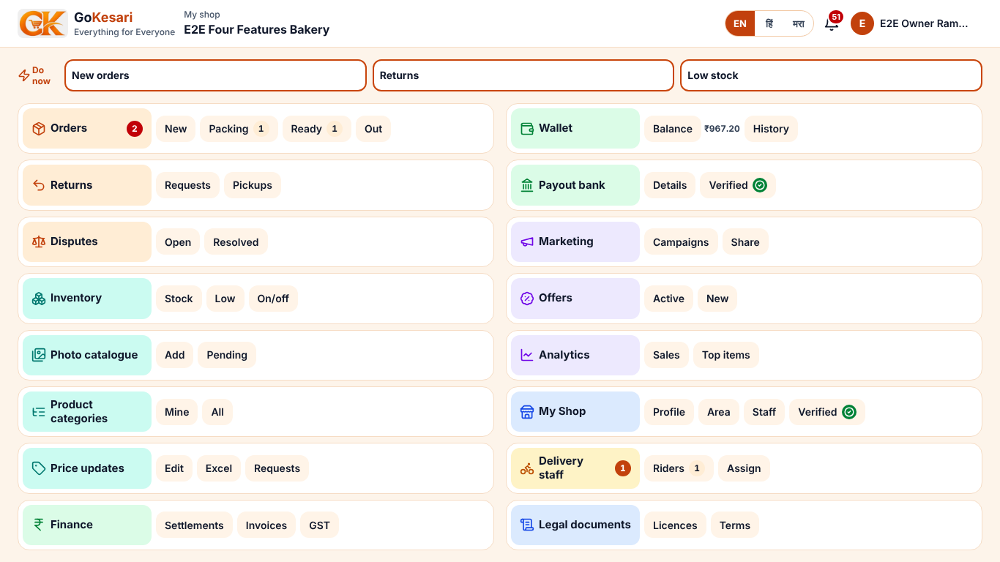 GK
GoKesari
Everything for Everyone
My shop
E2E Four Features Bakery
EN हिं मरा
51
E
E2E Owner Ram...
Do now
New orders
Returns
Low stock
Orders 2 New Packing 1 Ready 1 Out
Wallet Balance ₹967.20 History
Returns Requests Pickups
Payout bank Details Verified
Disputes Open Resolved
Marketing Campaigns Share
Inventory Stock Low On/off
Offers Active New
Photo catalogue Add Pending
Analytics Sales Top items
Product categories Mine All
My Shop Profile Area Staff Verified
Price updates Edit Excel Requests
Delivery staff 1 Riders 1 Assign
Finance Settlements Invoices GST
Legal documents Licences Terms